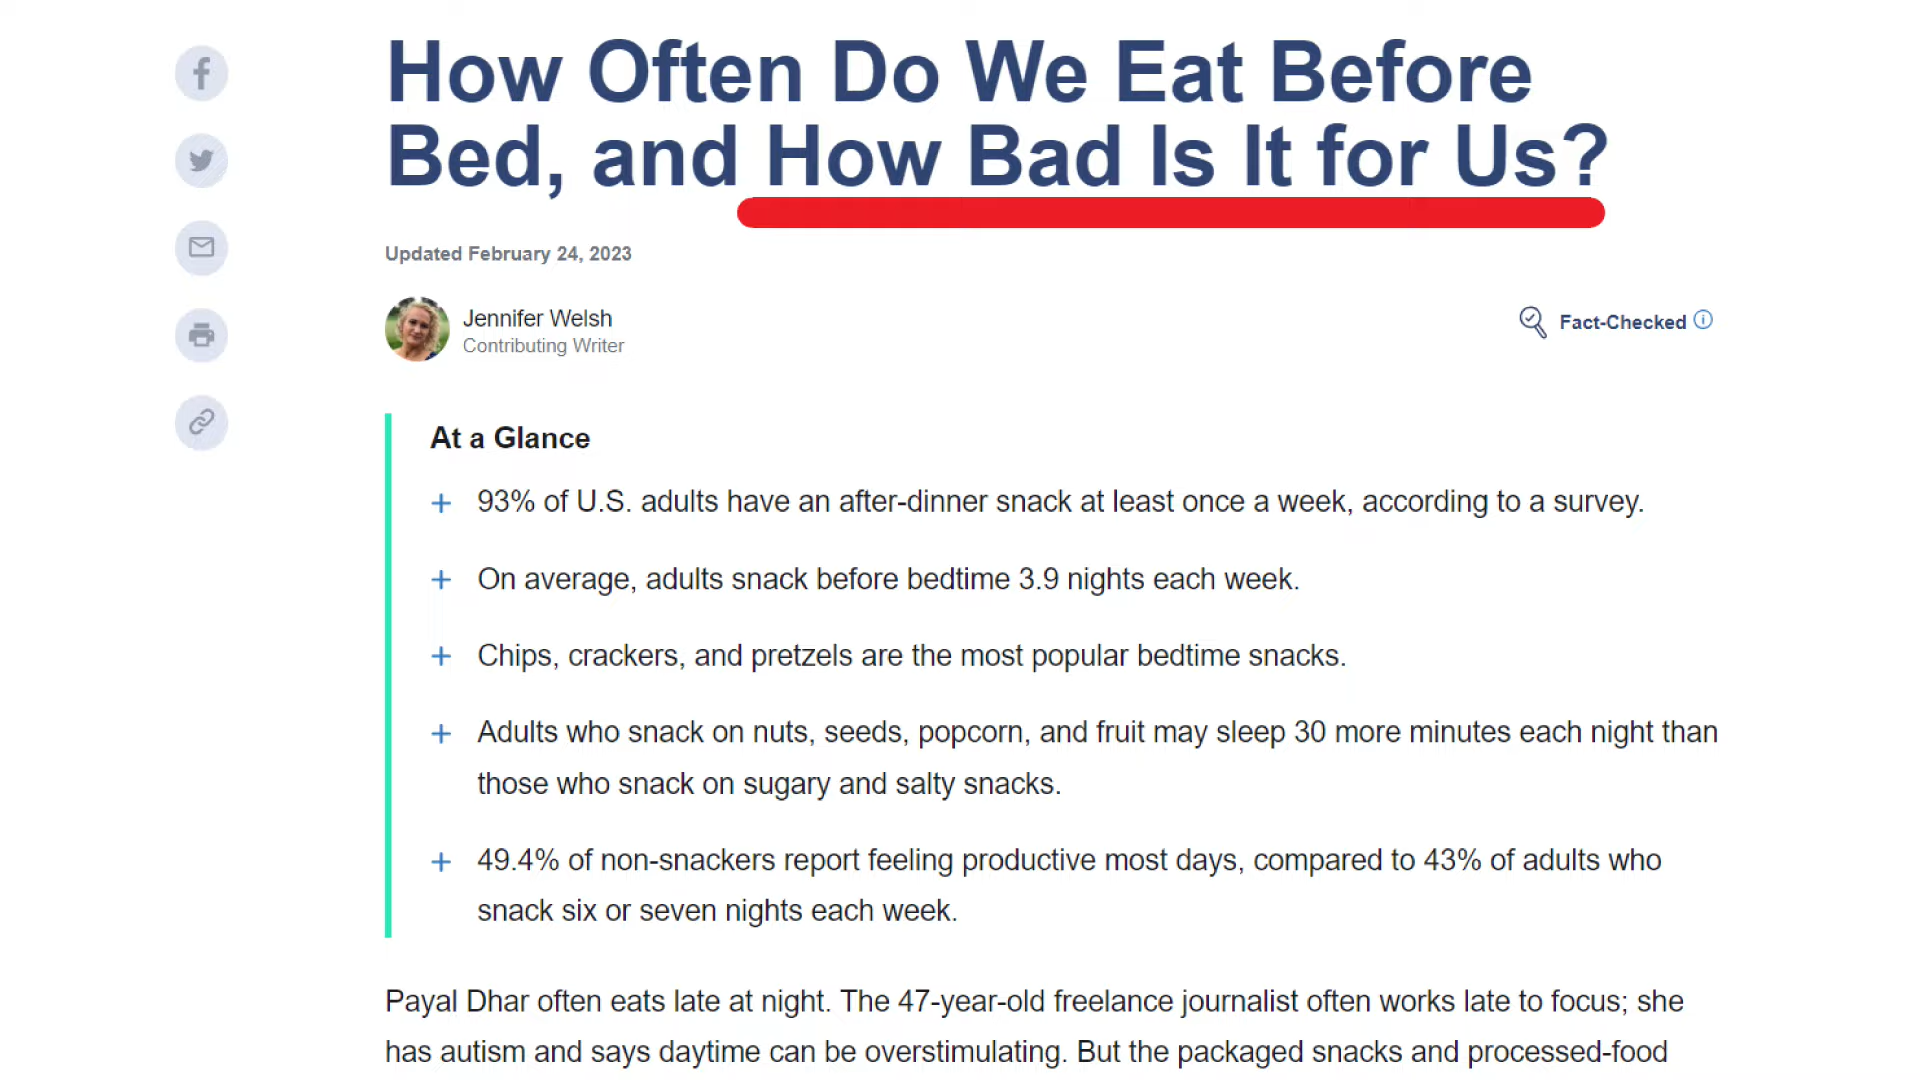 How Often Do We Eat Before
Bed, and How Bad Is It for Us?
Updated February 24, 2023
Jennifer Welsh
Contributing Writer
Fact-Checked
At a Glance
93% of U.S. adults have an after-dinner snack at least once a week, according to a survey.
On average, adults snack before bedtime 3.9 nights each week.
Chips, crackers, and pretzels are the most popular bedtime snacks.
Adults who snack on nuts, seeds, popcorn, and fruit may sleep 30 more minutes each night than
those who snack on sugary and salty snacks.
49.4% of non-snackers report feeling productive most days, compared to 43% of adults who
snack six or seven nights each week.
Payal Dhar often eats late at night. The 47-year-old freelance journalist often works late to focus; she
has autism and says daytime can be overstimulating. But the packaged snacks and processed-food